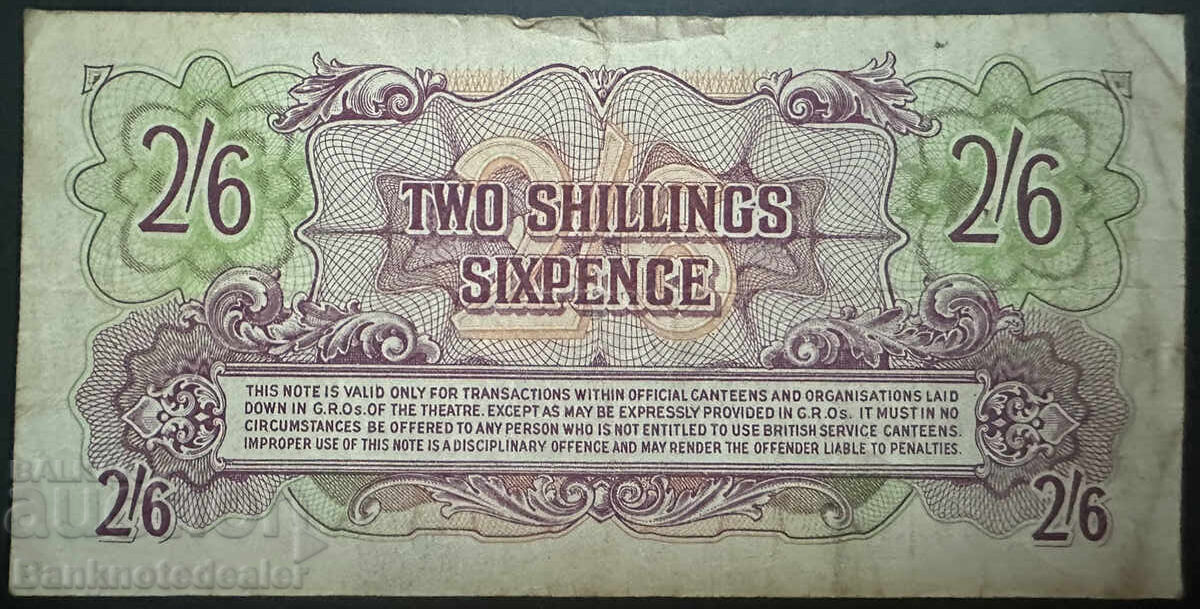 2/6
2/6
2/6
TWO SHILLINGS
SIXPENCE
THIS NOTE IS VALID ONLY FOR TRANSACTIONS WITHIN OFFICIAL CANTEENS AND ORGANISATIONS LAID
DOWN IN G.R.Os. OF THE THEATRE. EXCEPT AS MAY BE EXPRESSLY PROVIDED IN G.R.Os. IT MUST IN NO
CIRCUMSTANCES BE OFFERED TO ANY PERSON WHO IS NOT ENTITLED TO USE BRITISH SERVICE CANTEENS.
IMPROPER USE OF THIS NOTE IS A DISCIPLINARY OFFENCE AND MAY RENDER THE OFFENDER LIABLE TO PENALTIES.
2/6
2/6
Banknotedealer